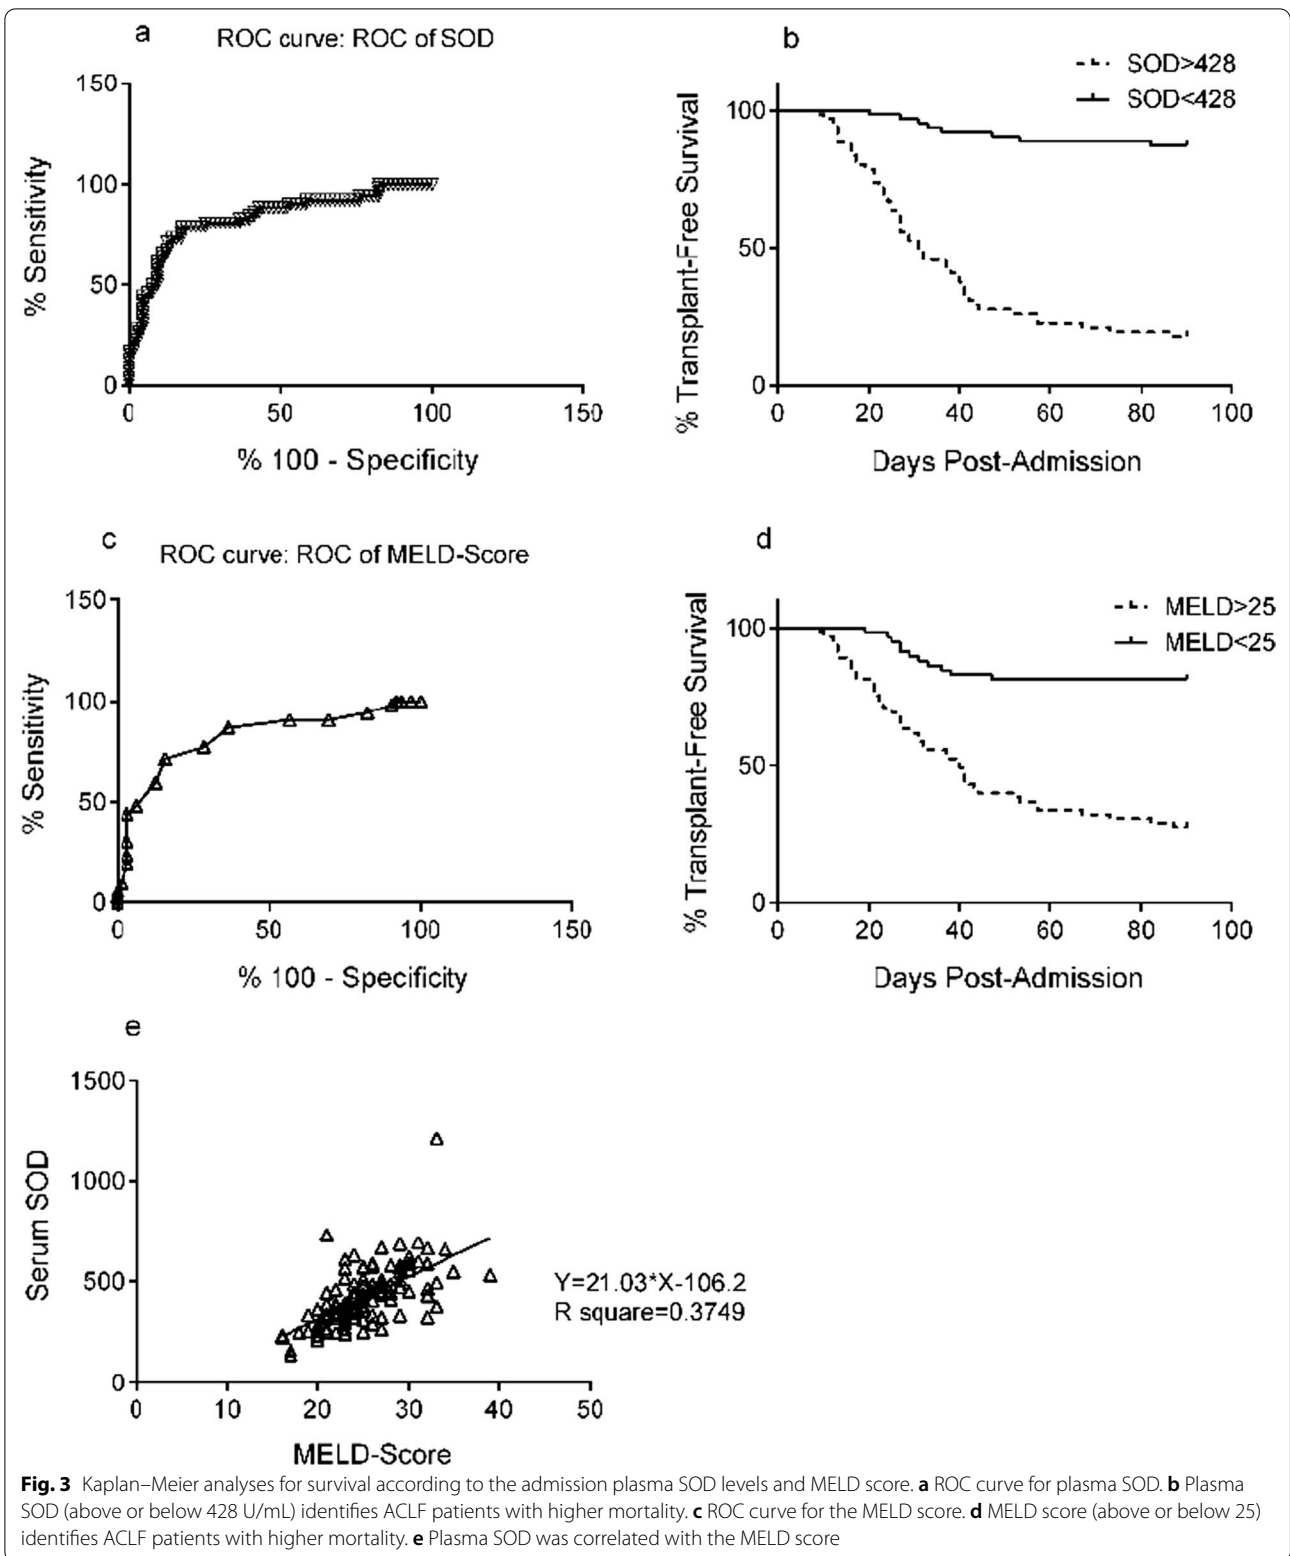 a
ROC curve: ROC of SOD
150
100
50
0
0 50 100 150
% Sensitivity
% 100 - Specificity
b
SOD>428
SOD<428
100
50
0
0 20 40 60 80 100
% Transplant-Free Survival
Days Post-Admission
c
ROC curve: ROC of MELD-Score
150
100
50
0
0 50 100 150
% Sensitivity
% 100 - Specificity
d
MELD>25
MELD<25
100
50
0
0 20 40 60 80 100
% Transplant-Free Survival
Days Post-Admission
e
1500
1000
500
0
0 10 20 30 40 50
Serum SOD
Y=21.03*X-106.2
R square=0.3749
MELD-Score
Fig. 3 Kaplan–Meier analyses for survival according to the admission plasma SOD levels and MELD score. a ROC curve for plasma SOD. b Plasma
SOD (above or below 428 U/mL) identifies ACLF patients with higher mortality. c ROC curve for the MELD score. d MELD score (above or below 25)
identifies ACLF patients with higher mortality. e Plasma SOD was correlated with the MELD score